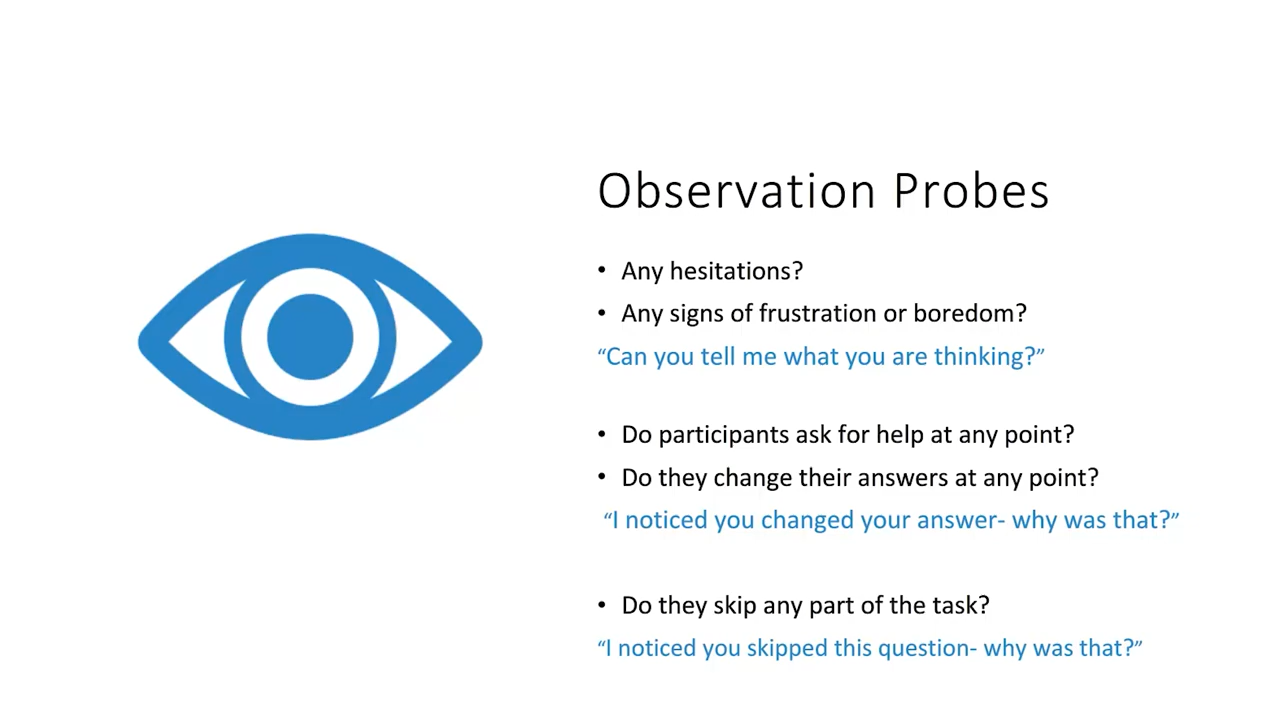 Observation Probes
• Any hesitations?
• Any signs of frustration or boredom?
“Can you tell me what you are thinking?”
• Do participants ask for help at any point?
• Do they change their answers at any point?
“I noticed you changed your answer- why was that?”
• Do they skip any part of the task?
“I noticed you skipped this question- why was that?”